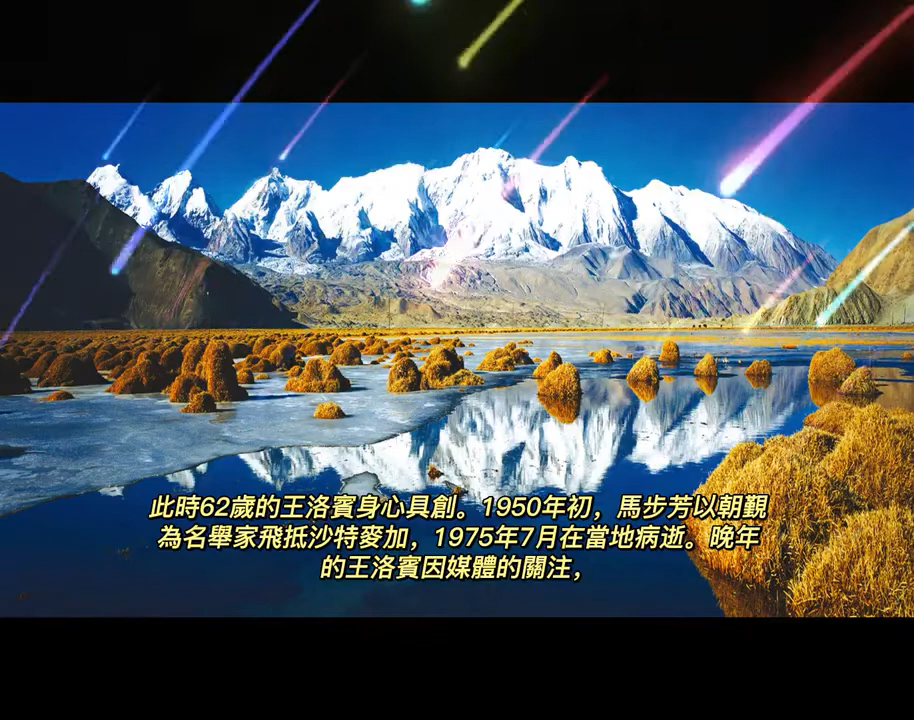 此時62歲的王洛賓身心具創。1950年初，馬步芳以朝覲
為名舉家飛抵沙特麥加，1975年7月在當地病逝。晚年
的王洛賓因媒體的關注，